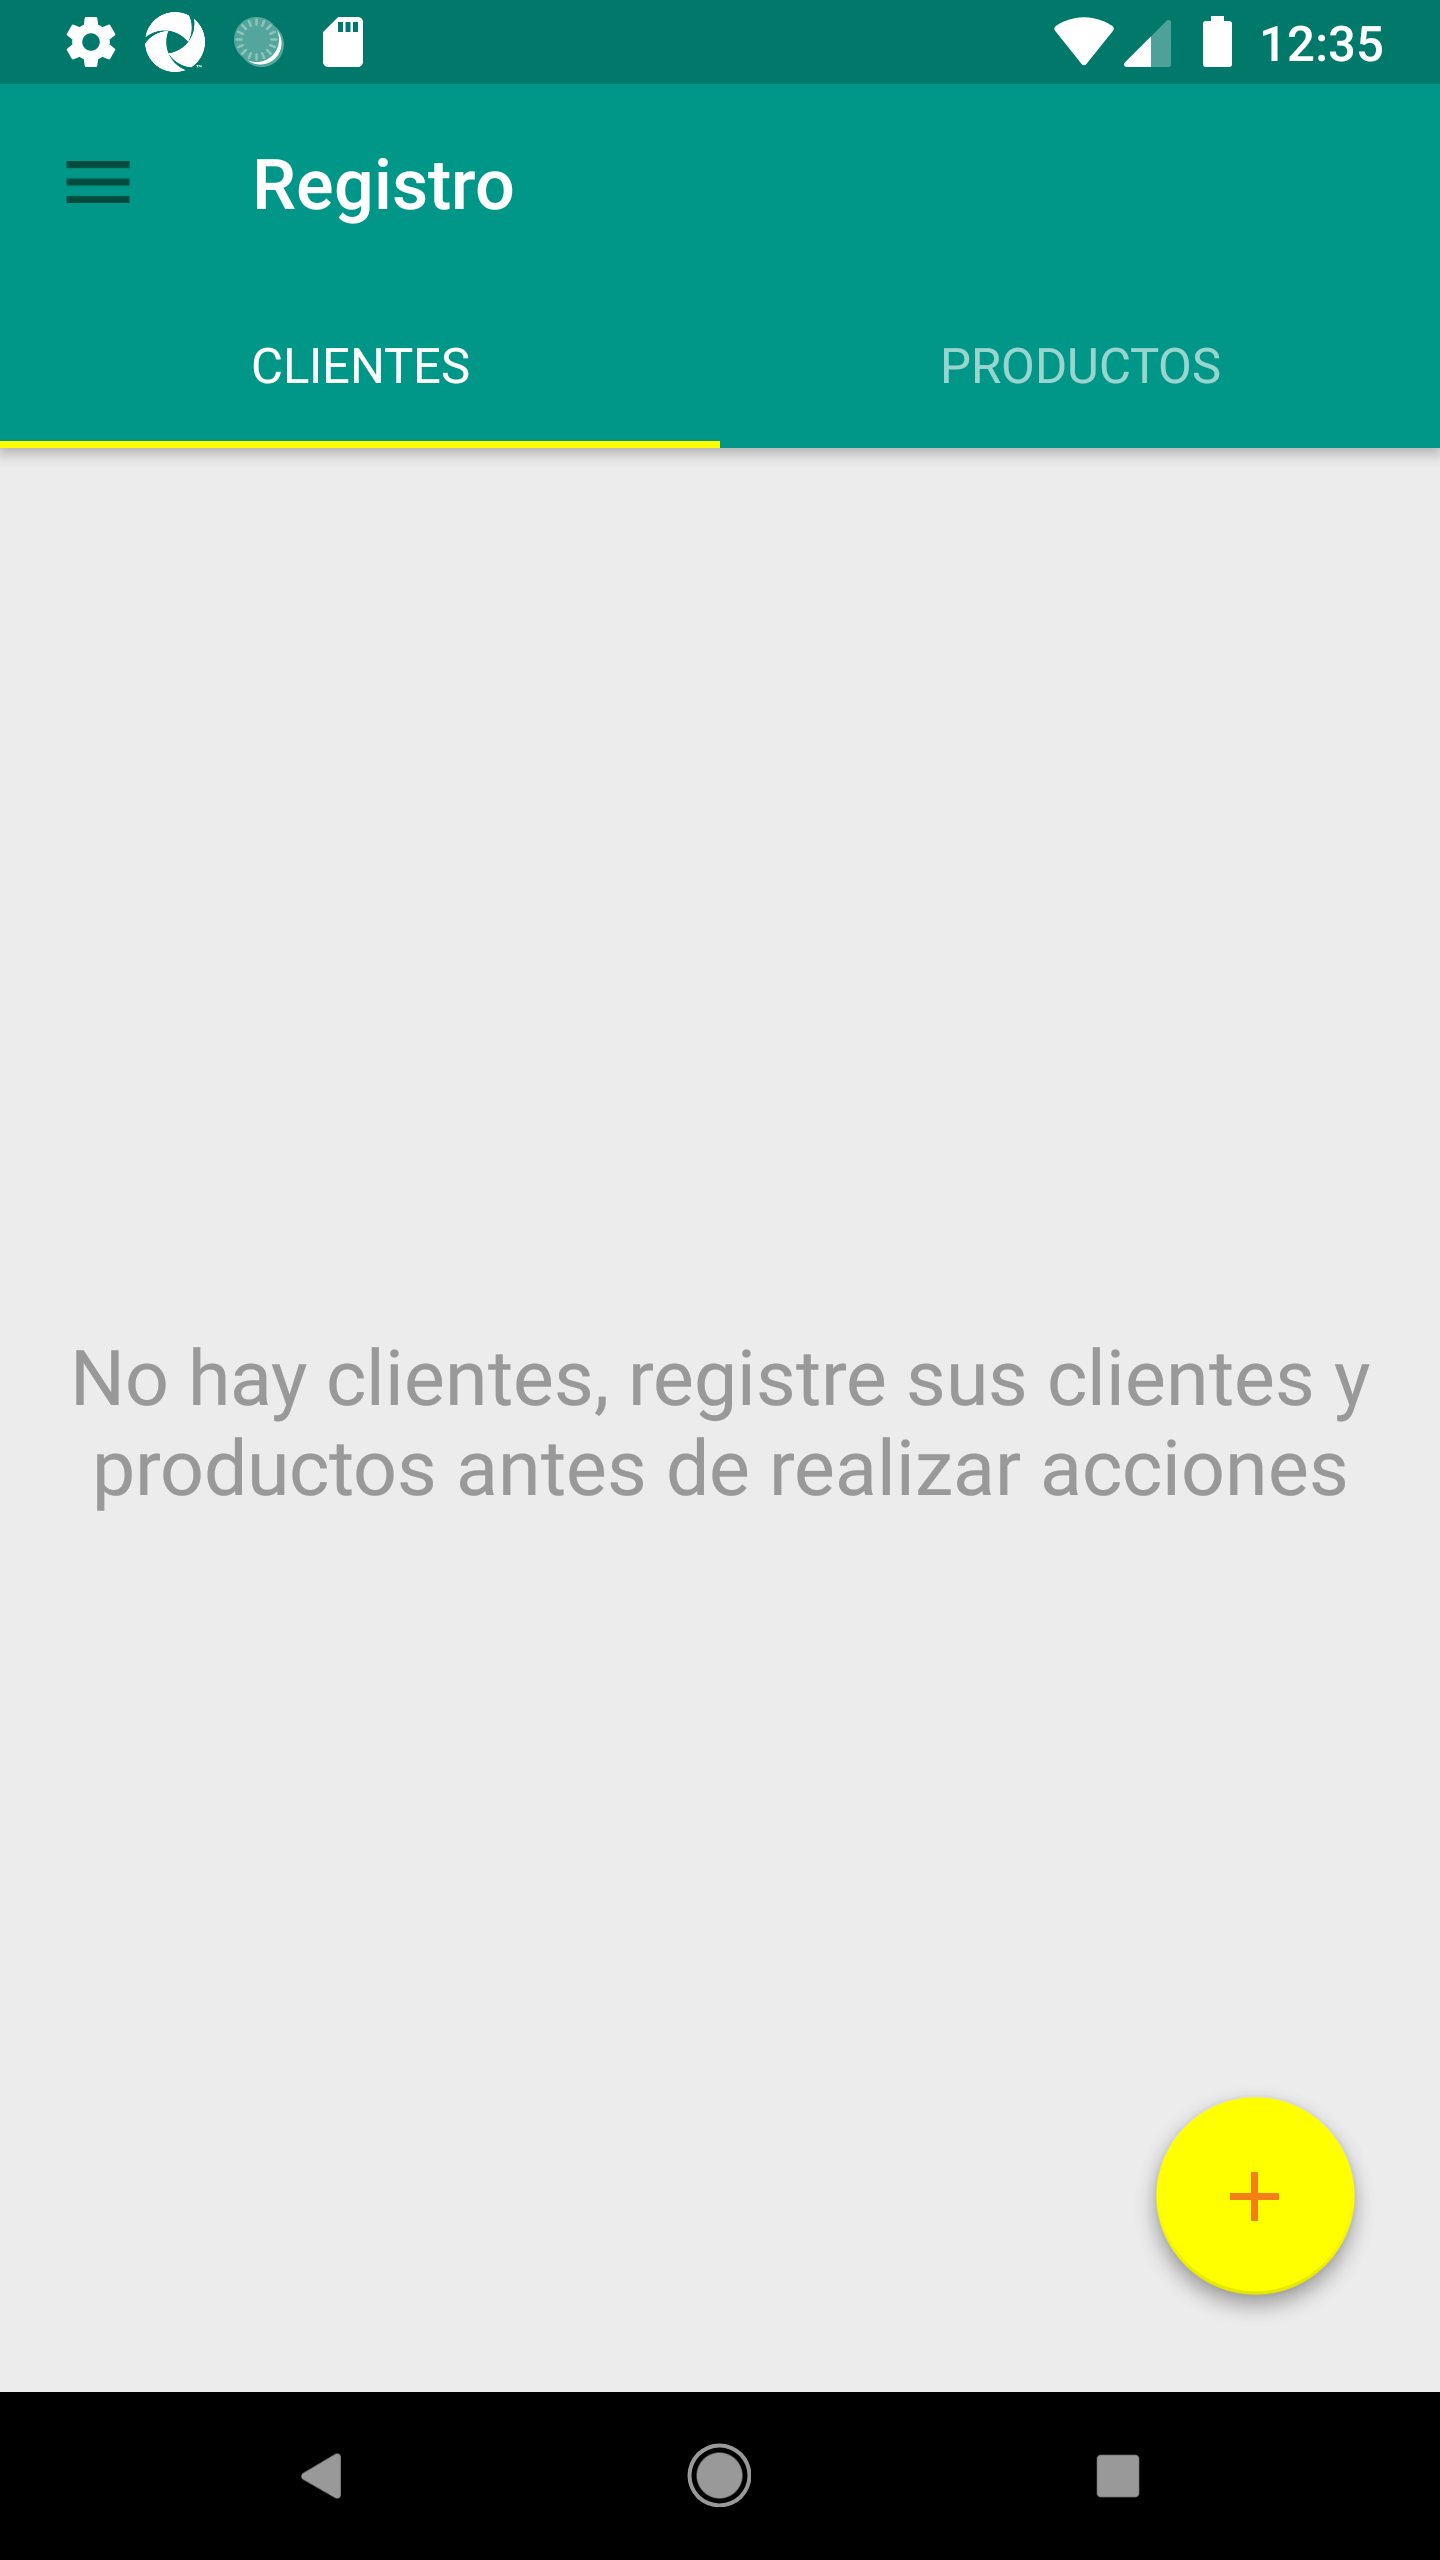 12:35
Registro
CLIENTES
PRODUCTOS
No hay clientes, registre sus clientes y
productos antes de realizar acciones